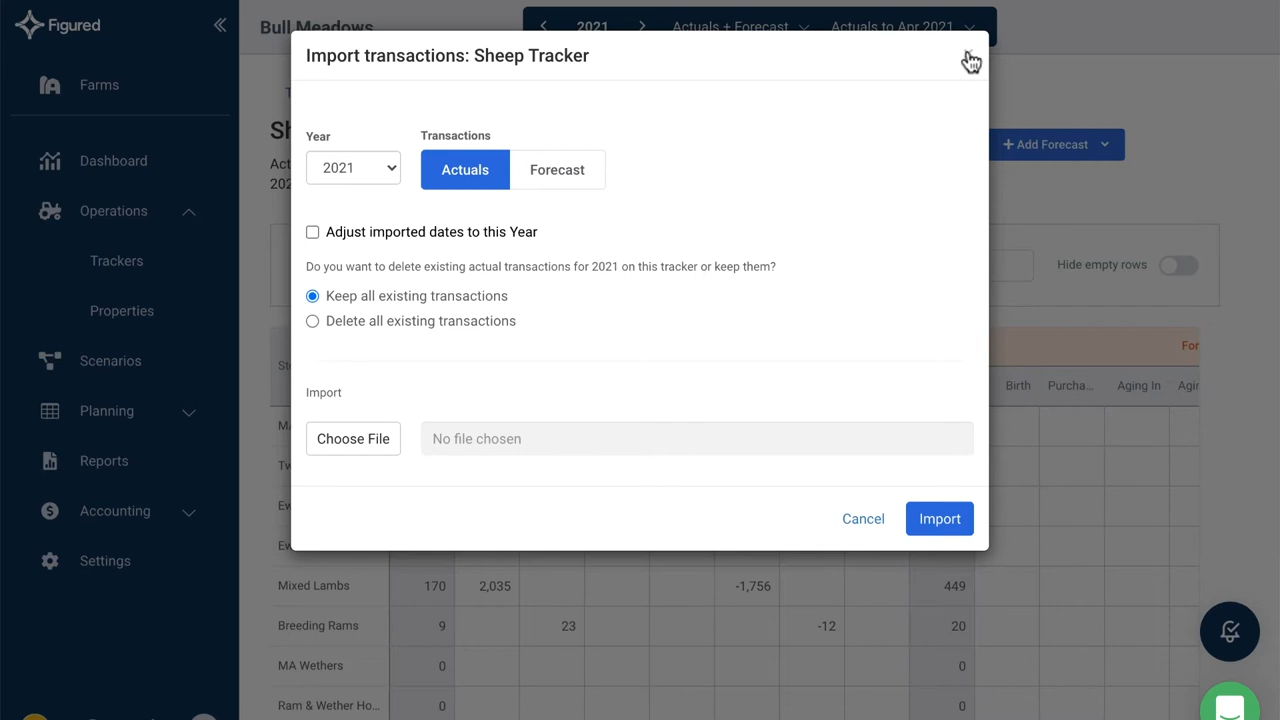 Figured
Farms
Dashboard
Operations
Trackers
Properties
Scenarios
Planning
Reports
Accounting
Settings
Bull Meadows
2021
Actuals + Forecast
Actuals to Apr 2021
Import transactions: Sheep Tracker
Year
Transactions
2021
Actuals
Forecast
Adjust imported dates to this Year
Do you want to delete existing actual transactions for 2021 on this tracker or keep them?
Keep all existing transactions
Delete all existing transactions
Import
Choose File
No file chosen
Cancel
Import
+ Add Forecast
Hide empty rows
Birth Purcha... Aging In
Mixed Lambs 170 2,035 -1,756 449
Breeding Rams 9 23 -12 20
MA Wethers 0 0
Ram & Wether Ho... 0 0